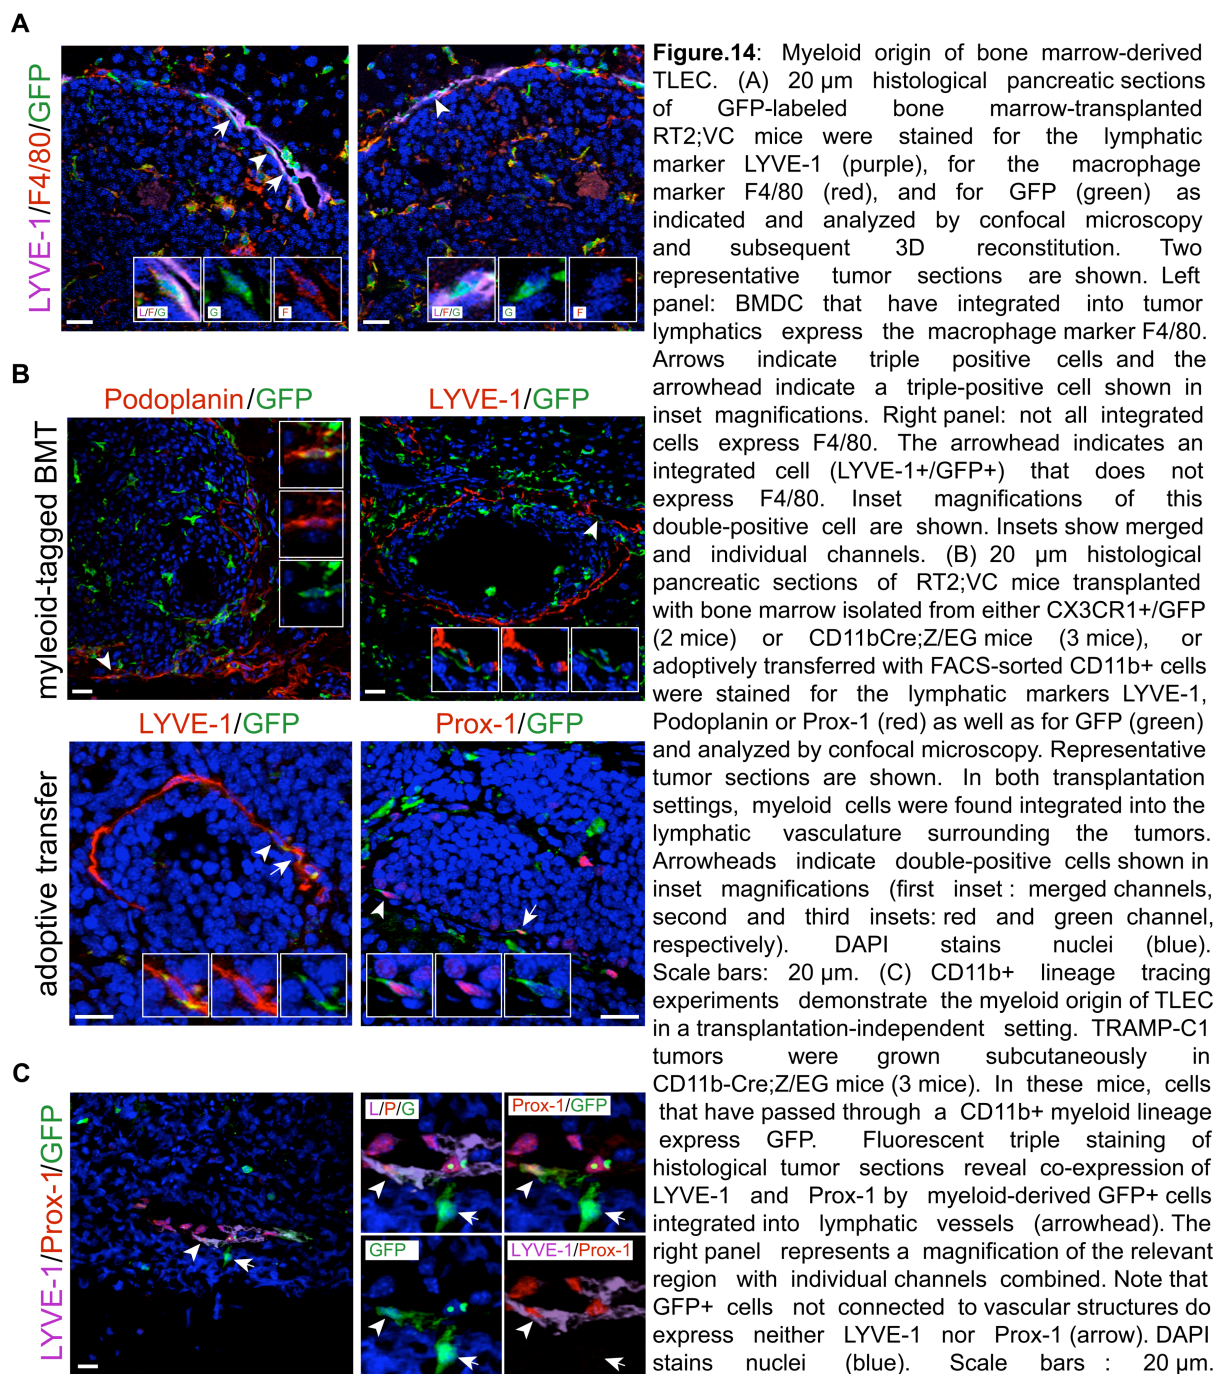 A
LYVE-1/F4/80/GFP
L/F/G
G
F
L/F/G
G
F
B
Podoplanin/GFP
LYVE-1/GFP
myleoid-tagged BMT
LYVE-1/GFP
Prox-1/GFP
adoptive transfer
C
LYVE-1/Prox-1/GFP
L/P/G
Prox-1/GFP
GFP
LYVE-1/Prox-1
Figure.14: Myeloid origin of bone marrow-derived
TLEC. (A) 20 µm histological pancreatic sections
of GFP-labeled bone marrow-transplanted
RT2;VC mice were stained for the lymphatic
marker LYVE-1 (purple), for the macrophage
marker F4/80 (red), and for GFP (green) as
indicated and analyzed by confocal microscopy
and subsequent 3D reconstitution. Two
representative tumor sections are shown. Left
panel: BMDC that have integrated into tumor
lymphatics express the macrophage marker F4/80.
Arrows indicate triple positive cells and the
arrowhead indicate a triple-positive cell shown in
inset magnifications. Right panel: not all integrated
cells express F4/80. The arrowhead indicates an
integrated cell (LYVE-1+/GFP+) that does not
express F4/80. Inset magnifications of this
double-positive cell are shown. Insets show merged
and individual channels. (B) 20 µm histological
pancreatic sections of RT2;VC mice transplanted
with bone marrow isolated from either CX3CR1+/GFP
(2 mice) or CD11bCre;Z/EG mice (3 mice), or
adoptively transferred with FACS-sorted CD11b+ cells
were stained for the lymphatic markers LYVE-1,
Podoplanin or Prox-1 (red) as well as for GFP (green)
and analyzed by confocal microscopy. Representative
tumor sections are shown. In both transplantation
settings, myeloid cells were found integrated into the
lymphatic vasculature surrounding the tumors.
Arrowheads indicate double-positive cells shown in
inset magnifications (first inset : merged channels,
second and third insets: red and green channel,
respectively). DAPI stains nuclei (blue).
Scale bars: 20 µm. (C) CD11b+ lineage tracing
experiments demonstrate the myeloid origin of TLEC
in a transplantation-independent setting. TRAMP-C1
tumors were grown subcutaneously in
CD11b-Cre;Z/EG mice (3 mice). In these mice, cells
that have passed through a CD11b+ myeloid lineage
express GFP. Fluorescent triple staining of
histological tumor sections reveal co-expression of
LYVE-1 and Prox-1 by myeloid-derived GFP+ cells
integrated into lymphatic vessels (arrowhead). The
right panel represents a magnification of the relevant
region with individual channels combined. Note that
GFP+ cells not connected to vascular structures do
express neither LYVE-1 nor Prox-1 (arrow). DAPI
stains nuclei (blue). Scale bars : 20 µm.